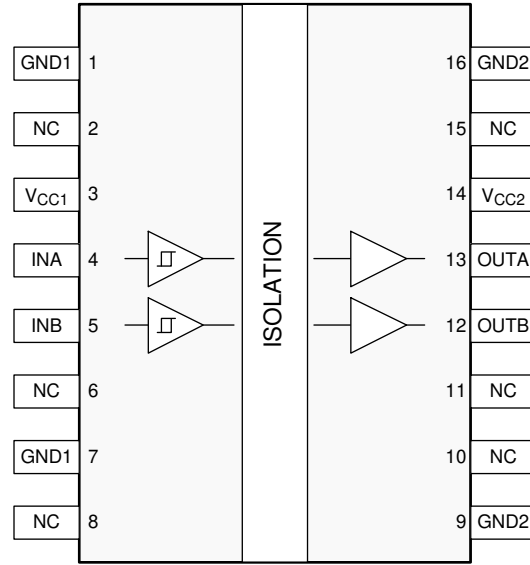 GND1 1 16 GND2
NC 2 15 NC
VCC1 3 14 VCC2
INA 4 13 OUTA
INB 5 12 OUTB
NC 6 11 NC
GND1 7 10 NC
NC 8 9 GND2
ISOLATION